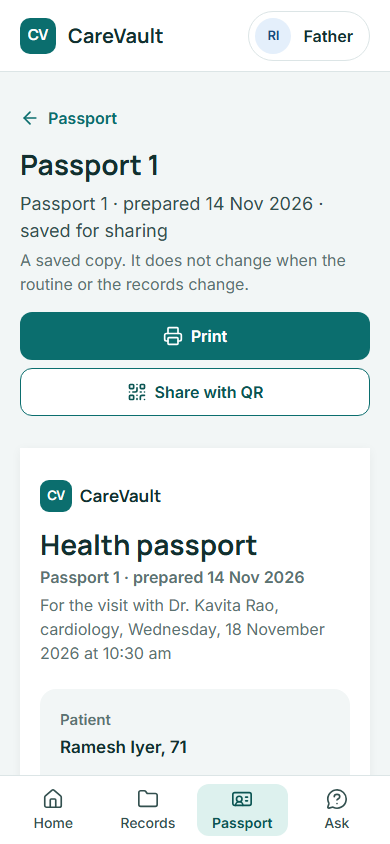 CV CareVault
RI Father
Passport
Passport 1
Passport 1 · prepared 14 Nov 2026 ·
saved for sharing
A saved copy. It does not change when the
routine or the records change.
Print
Share with QR
CV CareVault
Health passport
Passport 1 · prepared 14 Nov 2026
For the visit with Dr. Kavita Rao,
cardiology, Wednesday, 18 November
2026 at 10:30 am
Patient
Ramesh Iyer, 71
Home Records Passport Ask